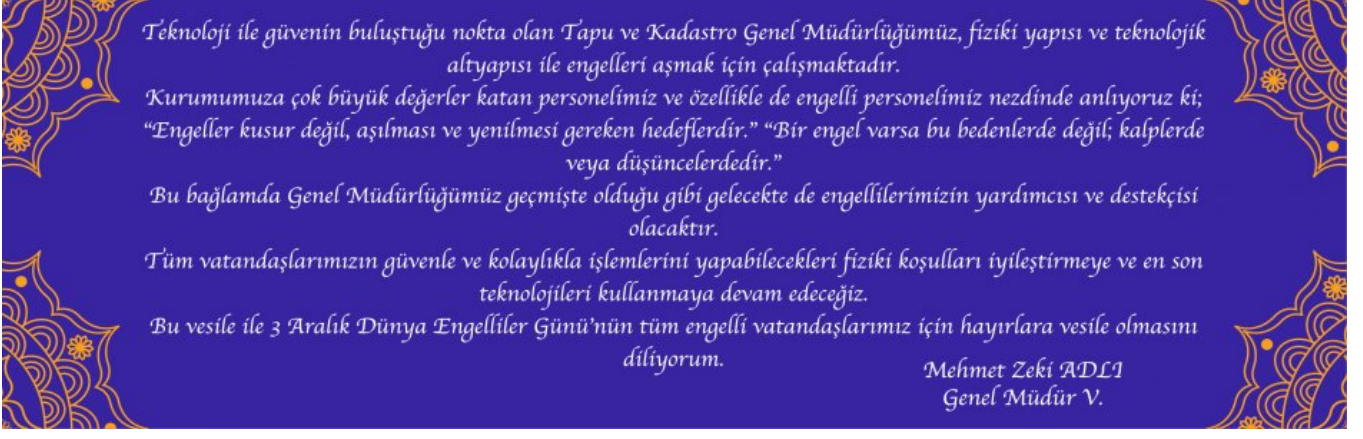 Teknoloji ile güvenin buluştuğu nokta olan Tapu ve Kadastro Genel Müdürlüğümüz, fiziki yapısı ve teknolojik
altyapısı ile engelleri aşmak için çalışmaktadır.
Kurumumuza çok büyük değerler katan personelimiz ve özellikle de engelli personelimiz nezdinde anlıyoruz ki;
“Engeller kusur değil, aşılması ve yenilmesi gereken hedeflerdir.” “Bir engel varsa bu bedenlerde değil; kalplerde
veya düşüncelerdedir.”
Bu bağlamda Genel Müdürlüğümüz geçmişte olduğu gibi gelecekte de engellilerimizin yardımcısı ve destekçisi
olacaktır.
Tüm vatandaşlarımızın güvenle ve kolaylıkla işlemlerini yapabilecekleri fiziki koşulları iyileştirmeye ve en son
teknolojileri kullanmaya devam edeceğiz.
Bu vesile ile 3 Aralık Dünya Engelliler Günü'nün tüm engelli vatandaşlarımız için hayırlara vesile olmasını
diliyorum.
Mehmet Zeki ADLI
Genel Müdür V.